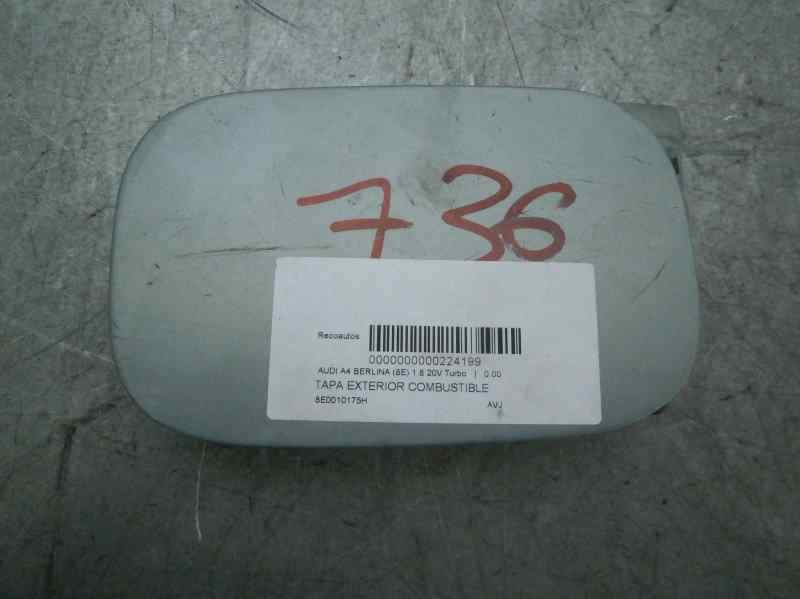 736
Recoautos
0000000000224199
AUDI A4 BERLINA (8E) 1.8 20V Turbo | 0.00
TAPA EXTERIOR COMBUSTIBLE
8E0010175H AVJ